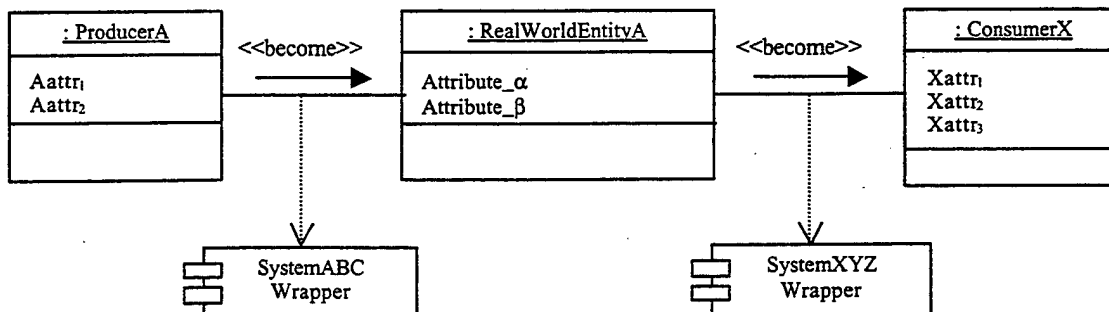 : ProducerA
<<become>>
: RealWorldEntityA
<<become>>
: ConsumerX
Aattr₁
Aattr₂
Attribute_α
Attribute_β
Xattr₁
Xattr₂
Xattr₃
SystemABC
Wrapper
SystemXYZ
Wrapper